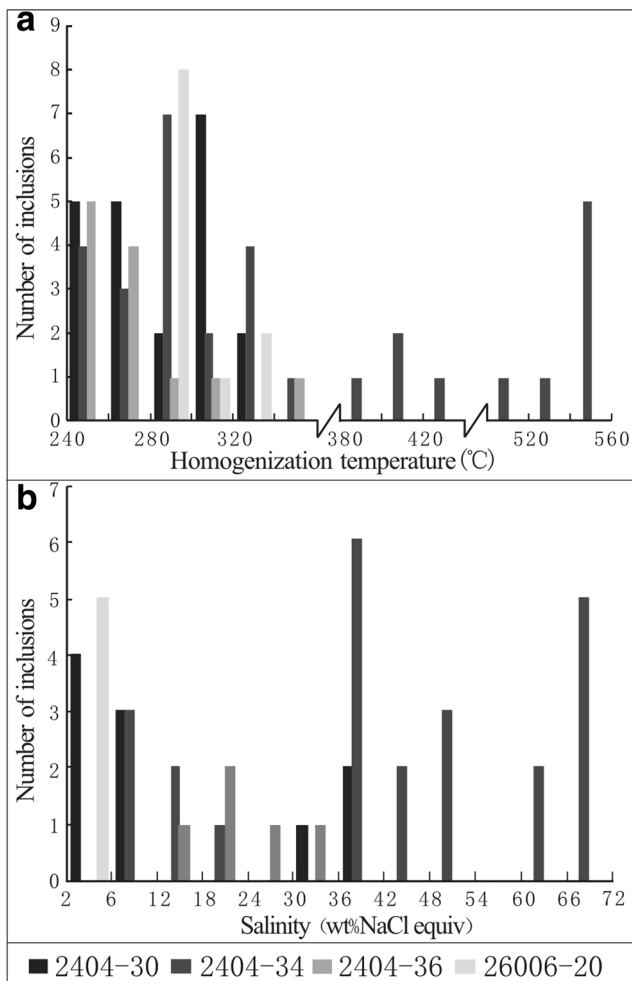 a
9
8
7
6
5
4
3
2
1
0
Number of inclusions
240 280 320 380 420 520 560
Homogenization temperature(℃)
b
7
6
5
4
3
2
1
0
Number of inclusions
2 6 12 18 24 30 36 42 48 54 60 66 72
Salinity (wt%NaCl equiv)
2404-30 2404-34 2404-36 26006-20